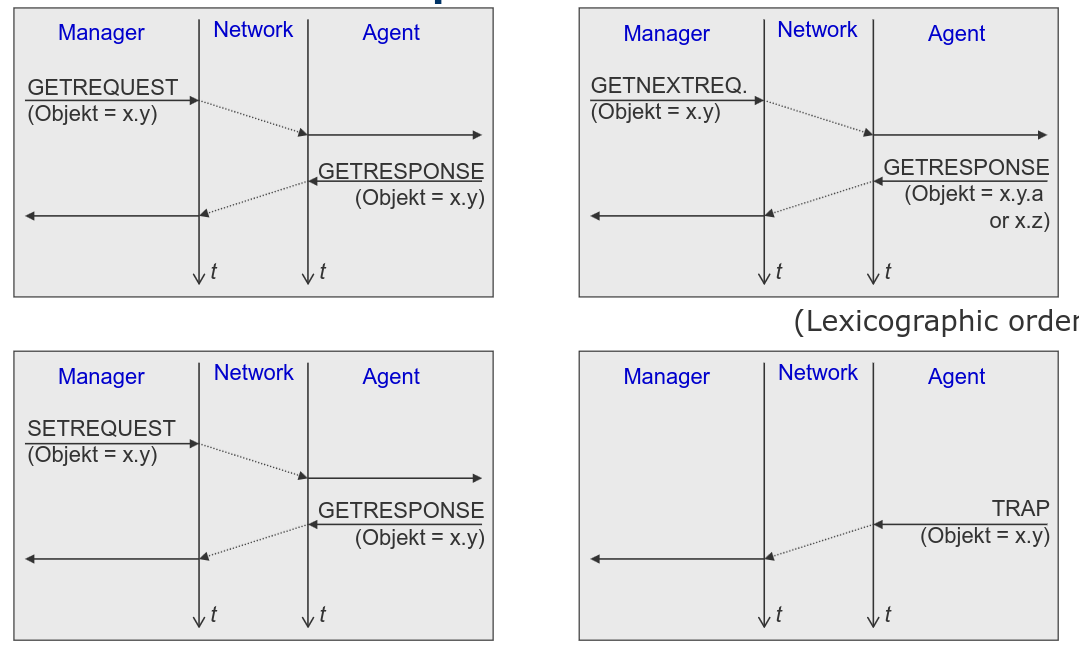 Manager Network Agent
GETREQUEST
(Objekt = x.y)
GETRESPONSE
(Objekt = x.y)
t t
Manager Network Agent
GETNEXTREQ.
(Objekt = x.y)
GETRESPONSE
(Objekt = x.y.a
or x.z)
t t
(Lexicographic order
Manager Network Agent
SETREQUEST
(Objekt = x.y)
GETRESPONSE
(Objekt = x.y)
t t
Manager Network Agent
TRAP
(Objekt = x.y)
t t